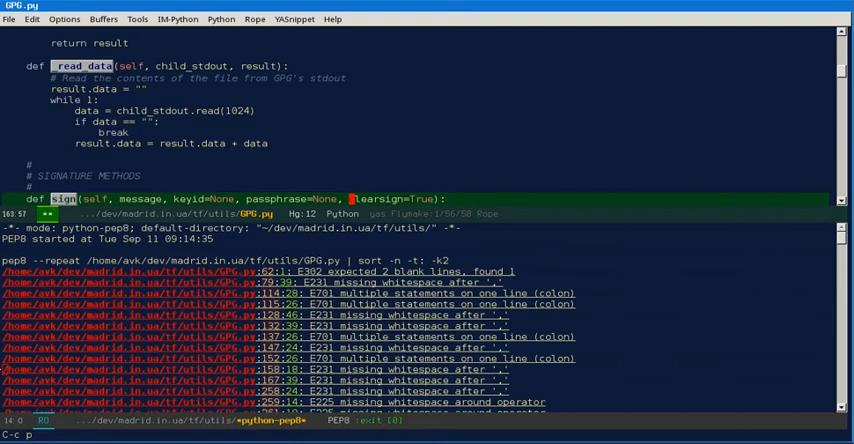 GPG.py
File Edit Options Buffers Tools IM-Python Python Rope YASnippet Help
return result
def _read_data(self, child_stdout, result):
# Read the contents of the file from GPG's stdout
result.data = ""
while 1:
data = child_stdout.read(1024)
if data == "":
break
result.data = result.data + data
#
# SIGNATURE METHODS
#
def sign(self, message, keyid=None, passphrase=None, clearsign=True):
163:57 ** .../dev/madrid.in.ua/tf/utils/GPG.py Hg:12 Python yas Flymake:1/56/58 Rope
-*- mode: python-pep8; default-directory: "~/dev/madrid.in.ua/tf/utils/" -*-
PEP8 started at Tue Sep 11 09:14:35
pep8 --repeat /home/avk/dev/madrid.in.ua/tf/utils/GPG.py | sort -n -t: -k2
/home/avk/dev/madrid.in.ua/tf/utils/GPG.py:62:1: E302 expected 2 blank lines, found 1
/home/avk/dev/madrid.in.ua/tf/utils/GPG.py:79:39: E231 missing whitespace after ','
/home/avk/dev/madrid.in.ua/tf/utils/GPG.py:114:28: E701 multiple statements on one line (colon)
/home/avk/dev/madrid.in.ua/tf/utils/GPG.py:115:26: E701 multiple statements on one line (colon)
/home/avk/dev/madrid.in.ua/tf/utils/GPG.py:128:46: E231 missing whitespace after ','
/home/avk/dev/madrid.in.ua/tf/utils/GPG.py:132:39: E231 missing whitespace after ','
/home/avk/dev/madrid.in.ua/tf/utils/GPG.py:137:26: E701 multiple statements on one line (colon)
/home/avk/dev/madrid.in.ua/tf/utils/GPG.py:147:24: E231 missing whitespace after ','
/home/avk/dev/madrid.in.ua/tf/utils/GPG.py:152:26: E701 multiple statements on one line (colon)
/home/avk/dev/madrid.in.ua/tf/utils/GPG.py:158:18: E231 missing whitespace after ','
/home/avk/dev/madrid.in.ua/tf/utils/GPG.py:167:39: E231 missing whitespace after ','
/home/avk/dev/madrid.in.ua/tf/utils/GPG.py:258:24: E231 missing whitespace after ','
/home/avk/dev/madrid.in.ua/tf/utils/GPG.py:259:14: E225 missing whitespace around operator
14: 0 RO .../dev/madrid.in.ua/tf/utils/*python-pep8* PEP8 :exit [0]
C-c p